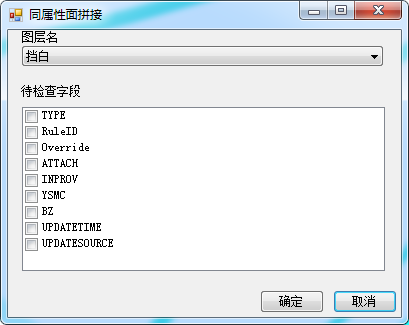 同属性面拼接
图层名
挡白
待检查字段
TYPE
RuleID
Override
ATTACH
INPROV
YSMC
BZ
UPDATETIME
UPDATESOURCE
确定
取消